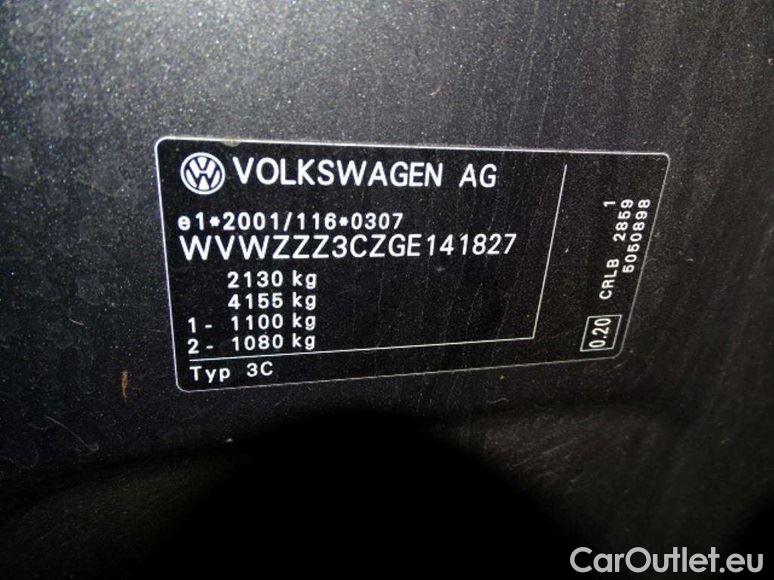 VOLKSWAGEN AG
e1*2001/116*0307
WVWZZZ3CZGE141827
2130 kg
4155 kg
1 - 1100 kg
2 - 1080 kg
Typ 3C
1
CRLB 2859
5050898
0.20
CarOutlet.eu